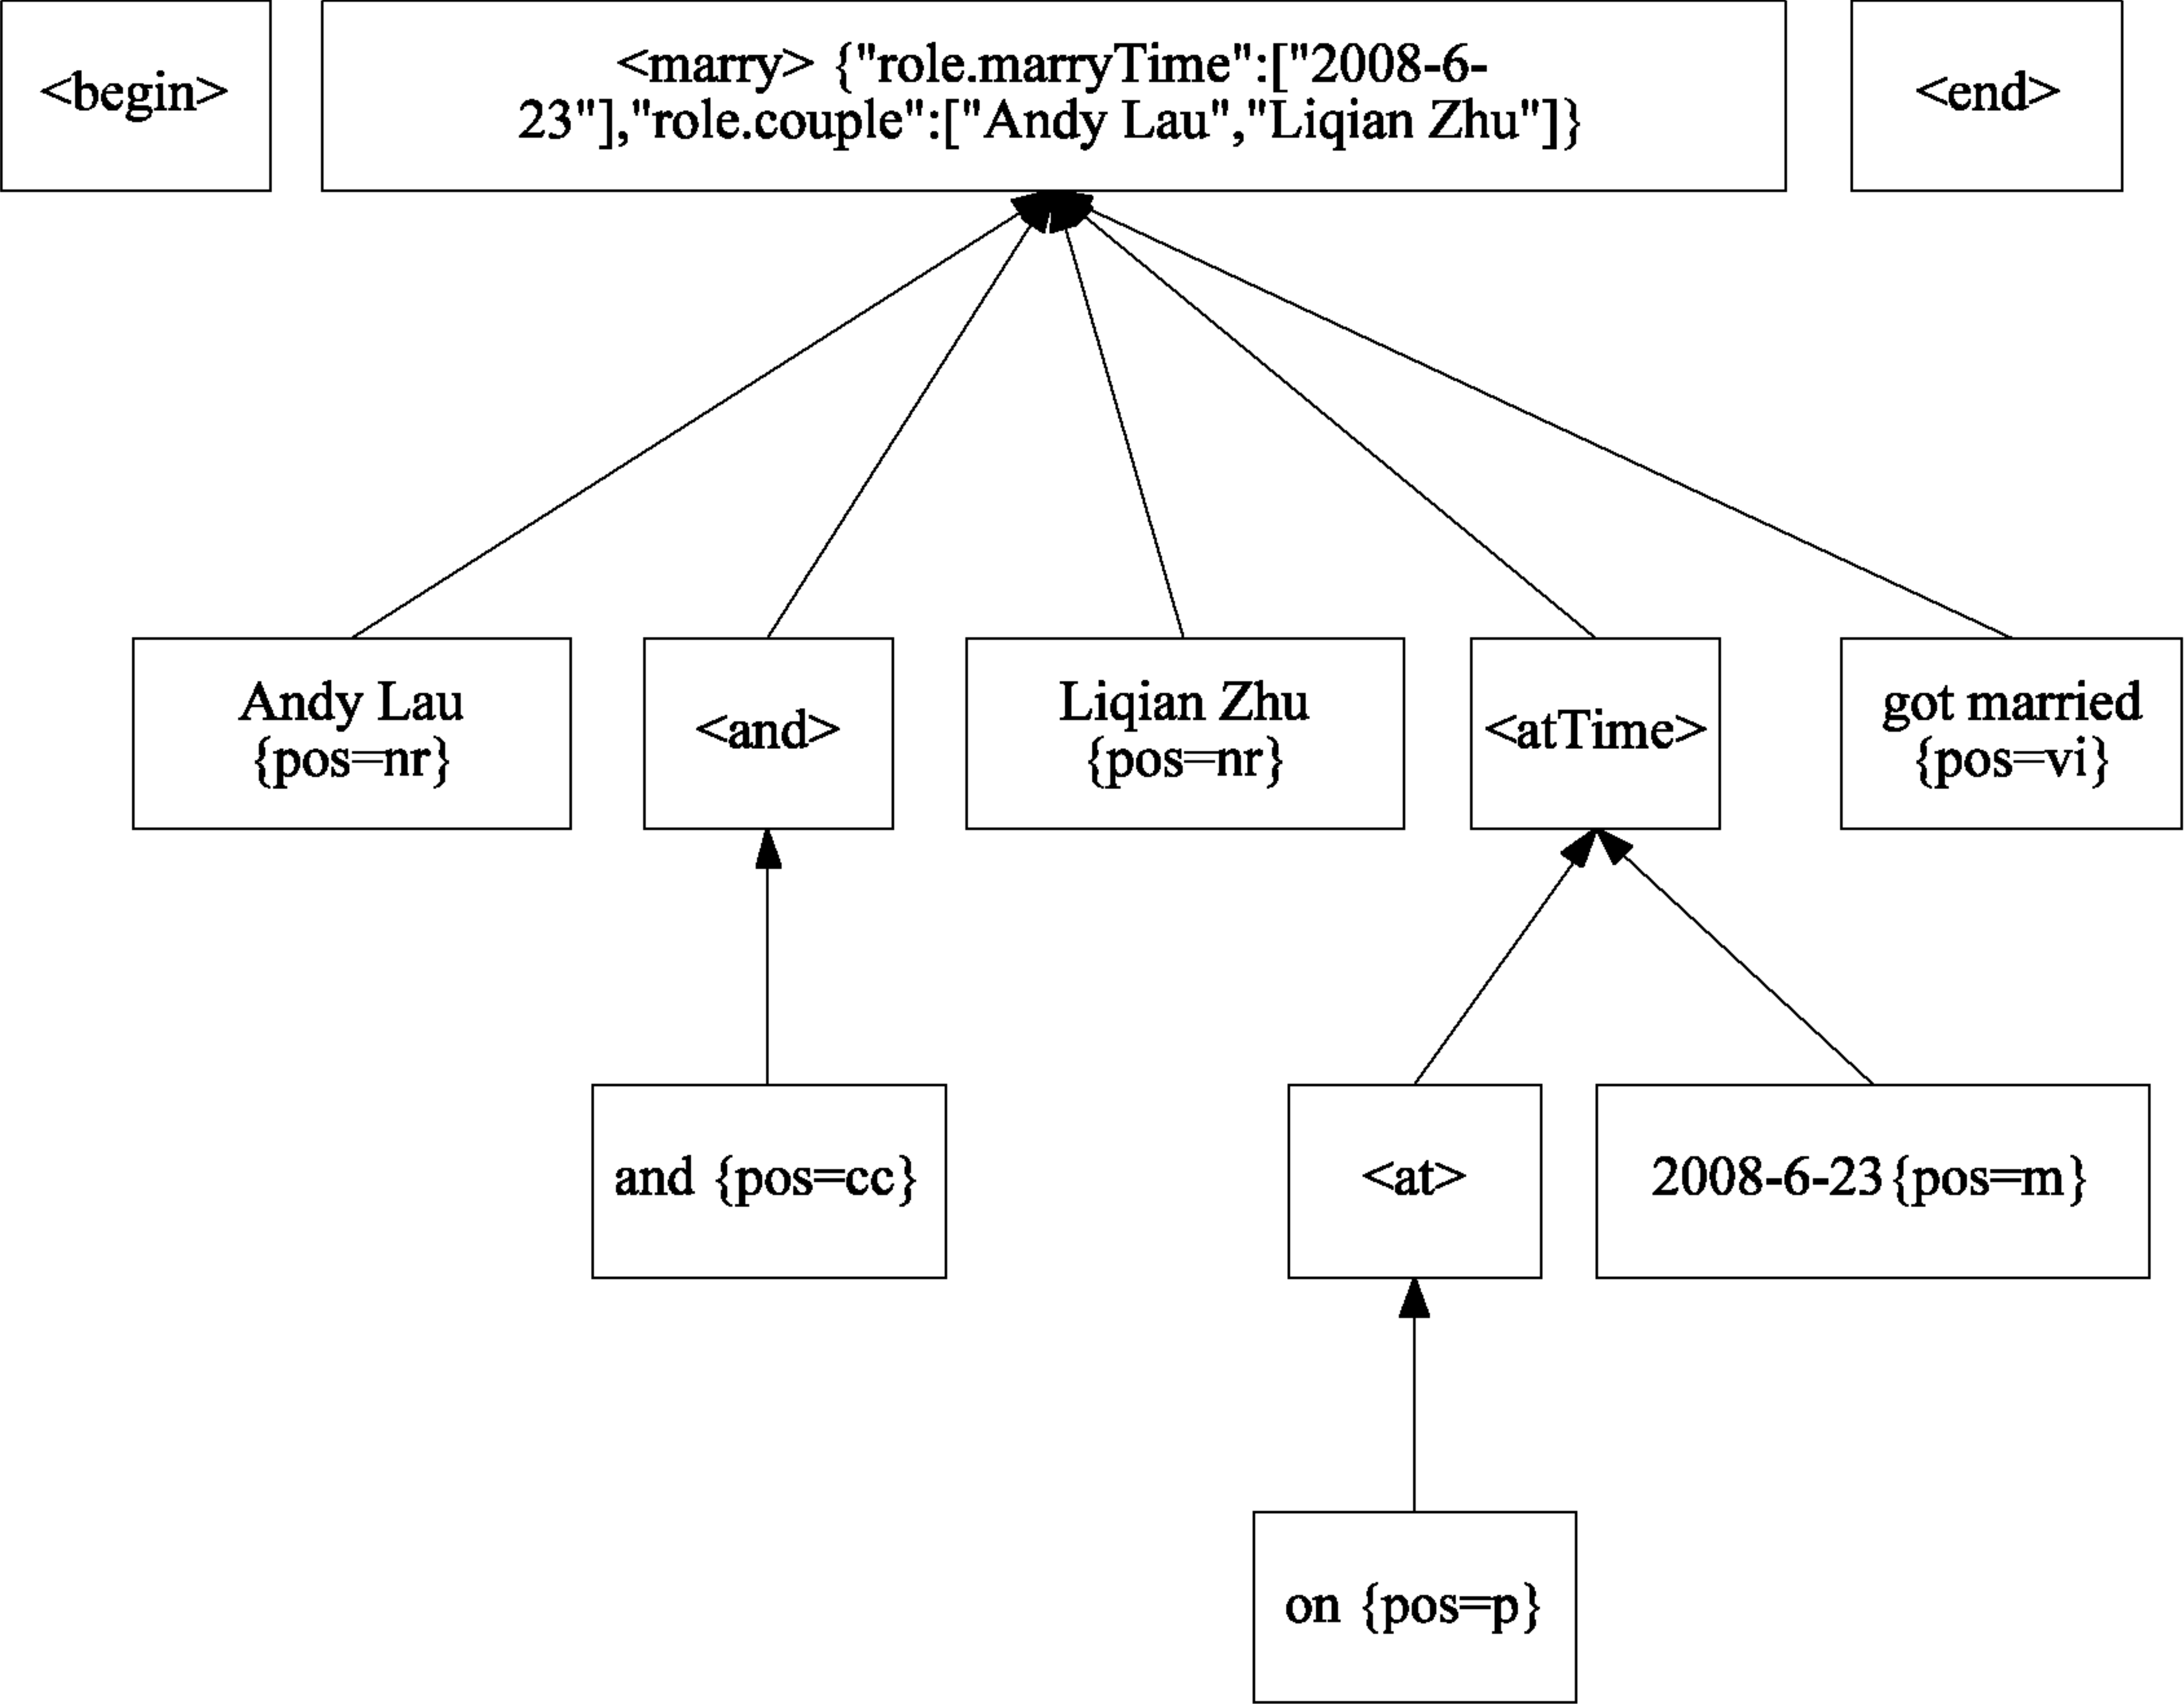 <begin>
<marry> {"role.marryTime":["2008-6-
23"],"role.couple":["Andy Lau","Liqian Zhu"]}
<end>
Andy Lau
{pos=nr}
<and>
Liqian Zhu
{pos=nr}
<atTime>
got married
{pos=vi}
and {pos=cc}
<at>
2008-6-23{pos=m}
on {pos=p}